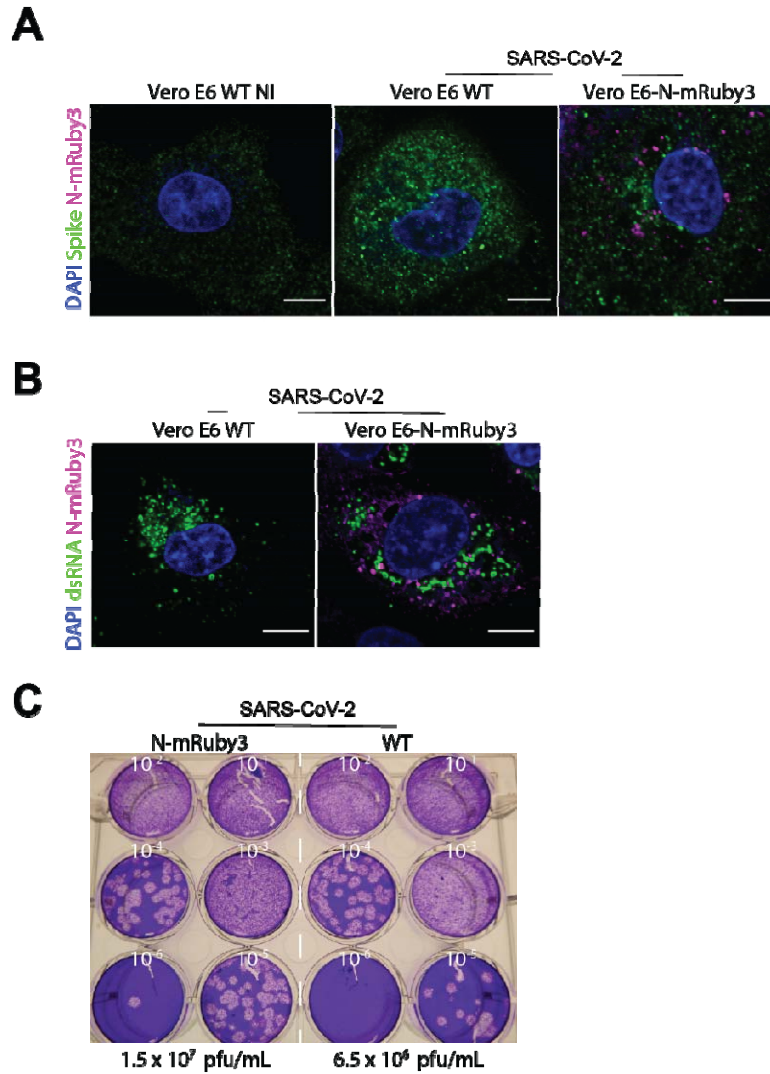 A
SARS-CoV-2
Vero E6 WT NI
Vero E6 WT
Vero E6-N-mRuby3
DAPI Spike N-mRuby3
B
SARS-CoV-2
Vero E6 WT
Vero E6-N-mRuby3
DAPI dsRNA N-mRuby3
C
SARS-CoV-2
N-mRuby3
WT
10-2 10-1 10-2 10-1
10-4 10-3 10-4 10-3
10-6 10-5 10-6 10-5
1.5 x 10⁷ pfu/mL
6.5 x 10⁶ pfu/mL